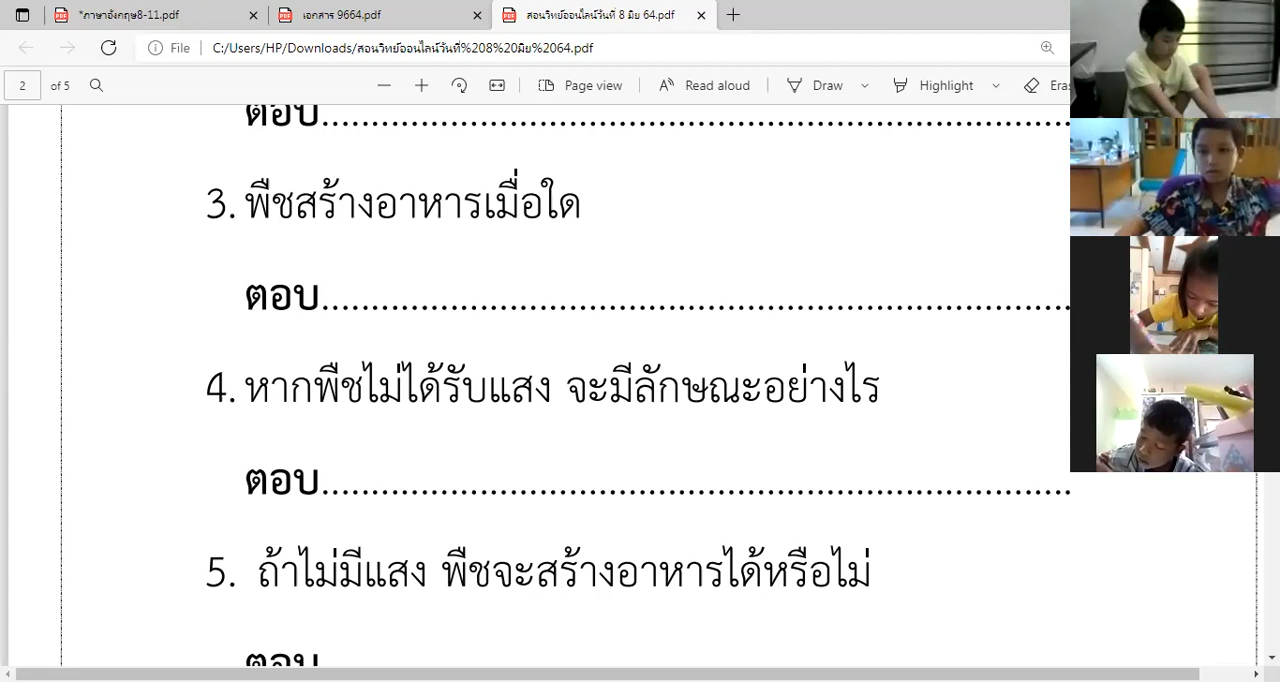 *ภาษาอังกฤษ8-11.pdf
เอกสาร 9664.pdf
สอนวิทย์ออนไลน์วันที่ 8 มิย 64.pdf
File
C:/Users/HP/Downloads/สอนวิทย์ออนไลน์วันที่%208%20มิย%2064.pdf
2 of 5
Page view
Read aloud
Draw
Highlight
Eras
ตอบ............................................................................
3. พืชสร้างอาหารเมื่อใด
ตอบ............................................................................
4. หากพืชไม่ได้รับแสง จะมีลักษณะอย่างไร
ตอบ............................................................................
5. ถ้าไม่มีแสง พืชจะสร้างอาหารได้หรือไม่
ตอบ